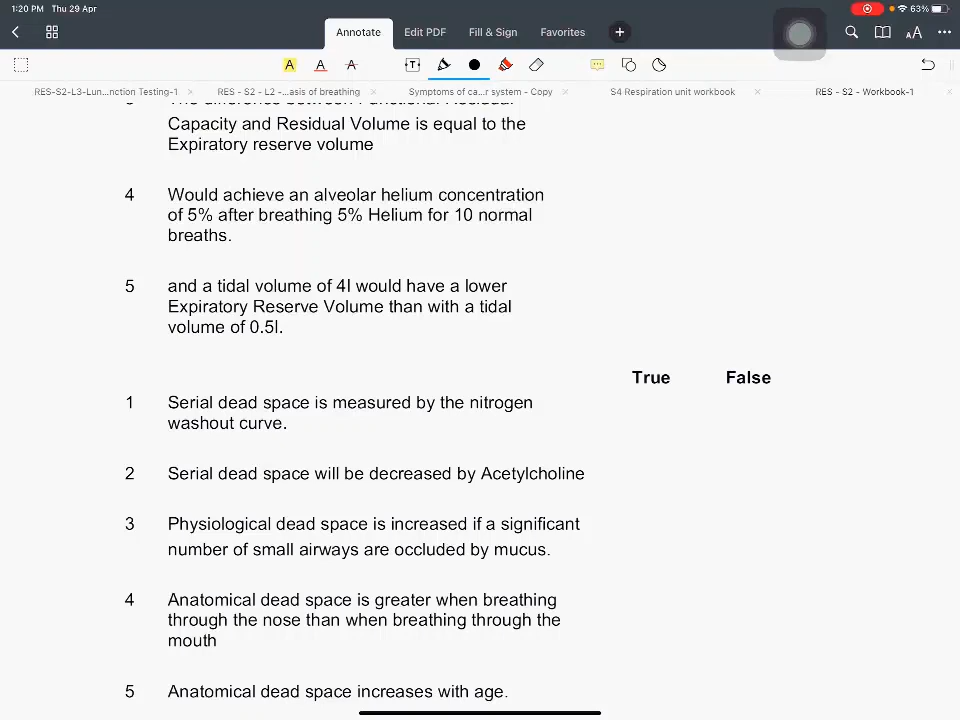 1:20 PM Thu 29 Apr
63%
Annotate Edit PDF Fill & Sign Favorites
RES-S2-L3-Lun...nction Testing-1 RES - S2 - L2 -...asis of breathing Symptoms of ca...r system - Copy S4 Respiration unit workbook RES - S2 - Workbook-1
Capacity and Residual Volume is equal to the
Expiratory reserve volume
4 Would achieve an alveolar helium concentration
of 5% after breathing 5% Helium for 10 normal
breaths.
5 and a tidal volume of 4l would have a lower
Expiratory Reserve Volume than with a tidal
volume of 0.5l.
True False
1 Serial dead space is measured by the nitrogen
washout curve.
2 Serial dead space will be decreased by Acetylcholine
3 Physiological dead space is increased if a significant
number of small airways are occluded by mucus.
4 Anatomical dead space is greater when breathing
through the nose than when breathing through the
mouth
5 Anatomical dead space increases with age.